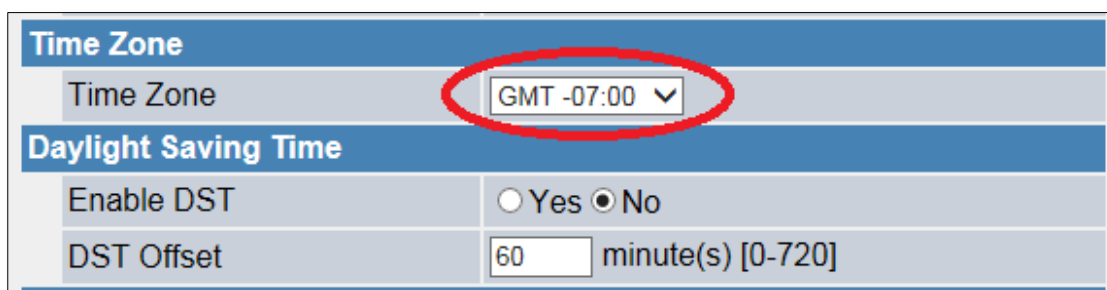 Time Zone
Time Zone GMT -07:00
Daylight Saving Time
Enable DST Yes No
DST Offset 60 minute(s) [0-720]